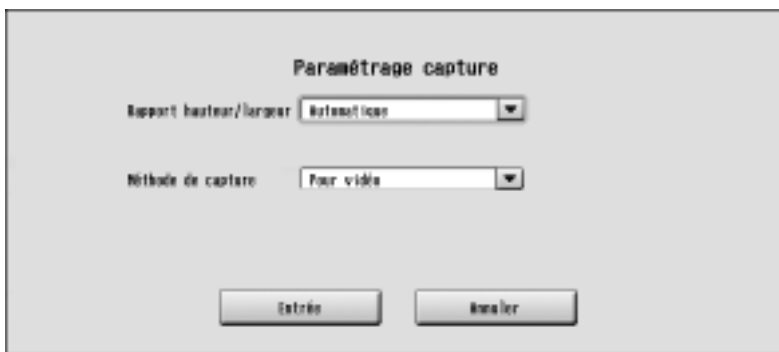 Paramétrage capture
Rapport hauteur/largeur Automatique
Méthode de capture Pour vidéo
Entrée Annuler